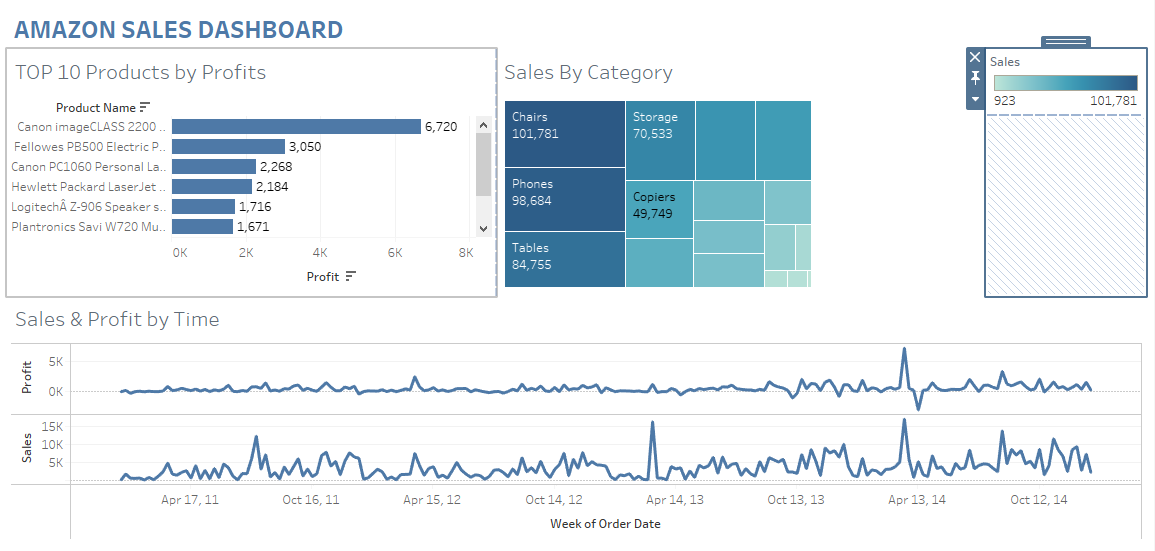 AMAZON SALES DASHBOARD
TOP 10 Products by Profits
Product Name
Canon imageCLASS 2200 .. 6,720
Fellowes PB500 Electric P.. 3,050
Canon PC1060 Personal La.. 2,268
Hewlett Packard LaserJet .. 2,184
LogitechÂ Z-906 Speaker s.. 1,716
Plantronics Savi W720 Mu.. 1,671
0K 2K 4K 6K 8K
Profit
Sales By Category
Chairs
101,781
Phones
98,684
Tables
84,755
Storage
70,533
Copiers
49,749
Sales
923 101,781
Sales & Profit by Time
Profit
5K
0K
Sales
15K
10K
5K
Apr 17, 11 Oct 16, 11 Apr 15, 12 Oct 14, 12 Apr 14, 13 Oct 13, 13 Apr 13, 14 Oct 12, 14
Week of Order Date